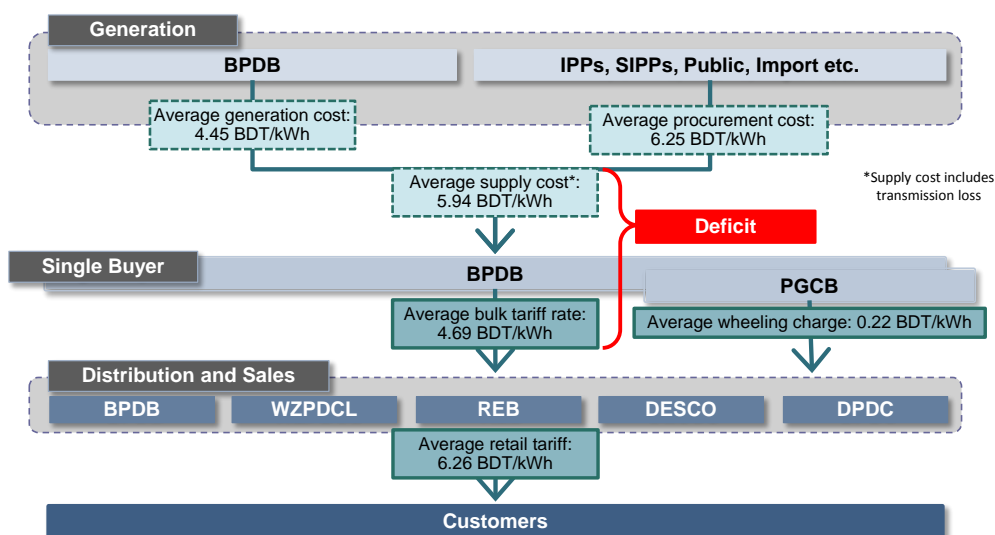 Generation
BPDB
IPPs, SIPPs, Public, Import etc.
Average generation cost:
4.45 BDT/kWh
Average procurement cost:
6.25 BDT/kWh
Average supply cost*:
5.94 BDT/kWh
*Supply cost includes
transmission loss
Deficit
Single Buyer
BPDB
PGCB
Average bulk tariff rate:
4.69 BDT/kWh
Average wheeling charge: 0.22 BDT/kWh
Distribution and Sales
BPDB
WZPDCL
REB
DESCO
DPDC
Average retail tariff:
6.26 BDT/kWh
Customers